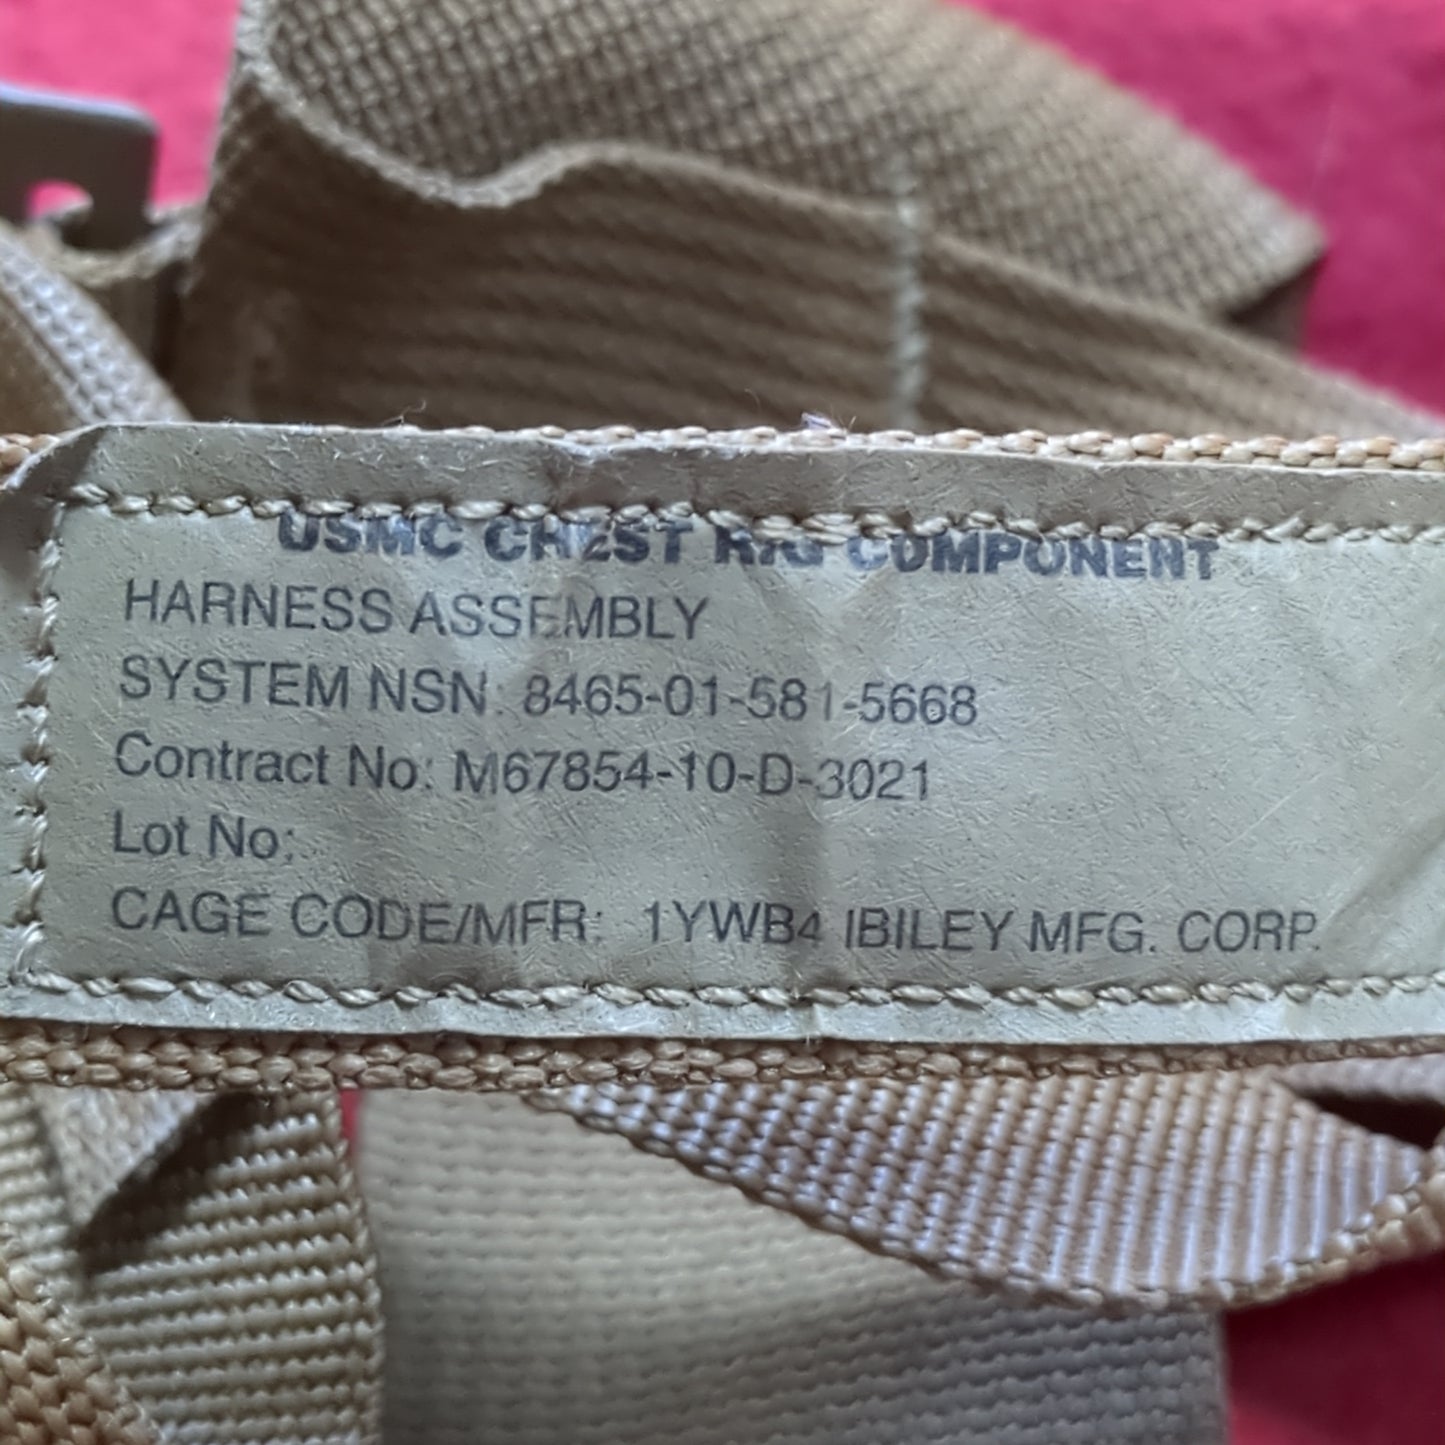 USMC CHEST RIG COMPONENT
HARNESS ASSEMBLY
SYSTEM NSN: 8465-01-581-5668
Contract No: M67854-10-D-3021
Lot No:
CAGE CODE/MFR: 1YWB4 IBILEY MFG. CORP.